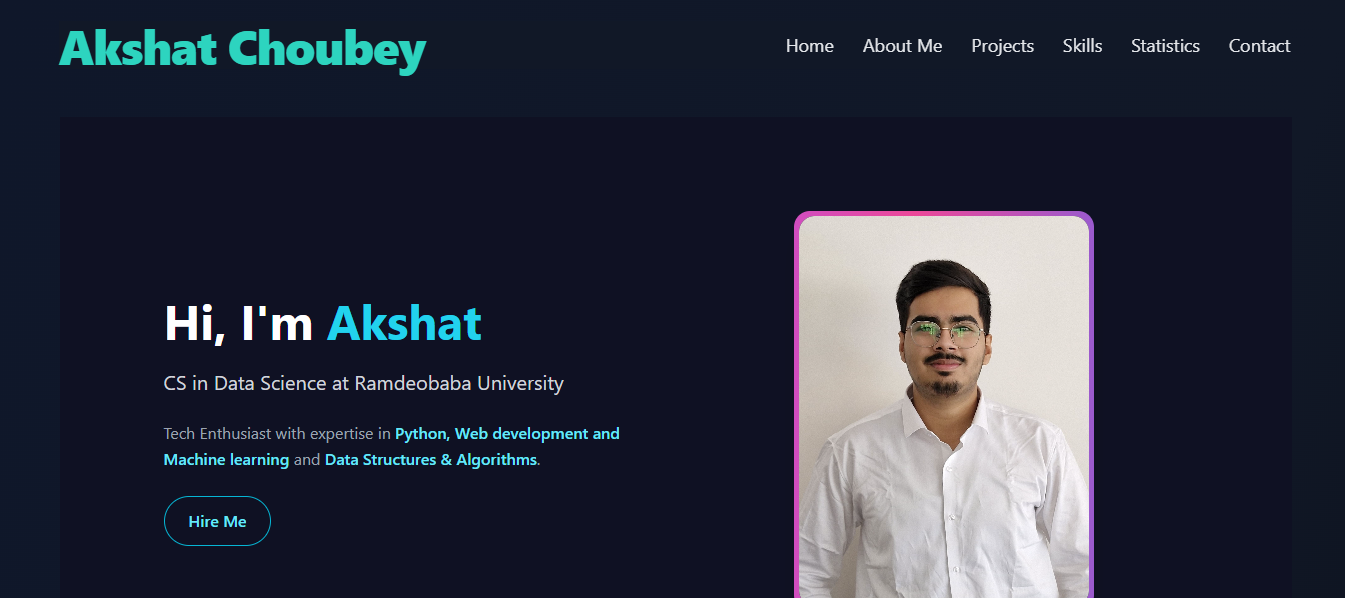 Akshat Choubey
Home About Me Projects Skills Statistics Contact
Hi, I'm Akshat
CS in Data Science at Ramdeobaba University
Tech Enthusiast with expertise in Python, Web development and
Machine learning and Data Structures & Algorithms.
Hire Me